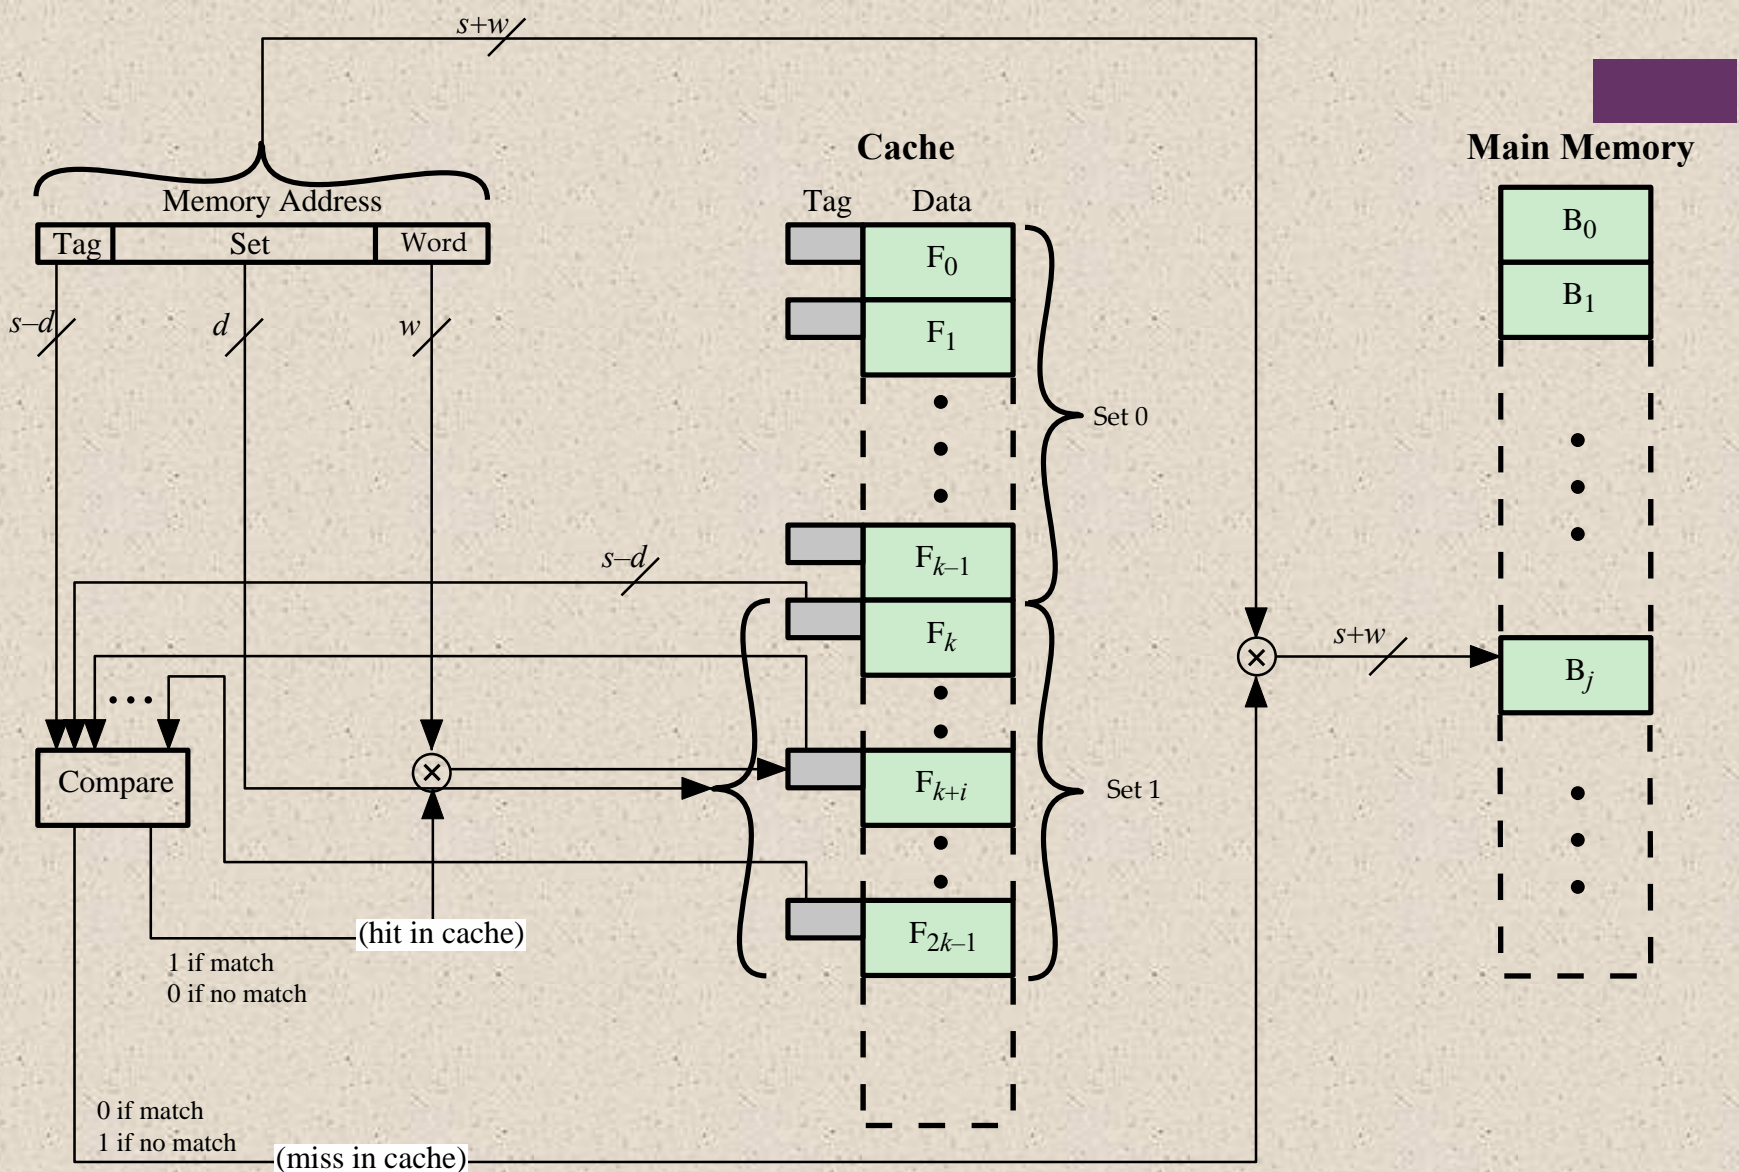 s+w
Cache
Main Memory
Memory Address
Tag Set Word
Tag Data
F0
F1
Set 0
Fk–1
Fk
Fk+i
Set 1
F2k–1
B0
B1
Bj
s–d
d
w
s–d
s+w
• • •
Compare
(hit in cache)
1 if match
0 if no match
0 if match
1 if no match
(miss in cache)